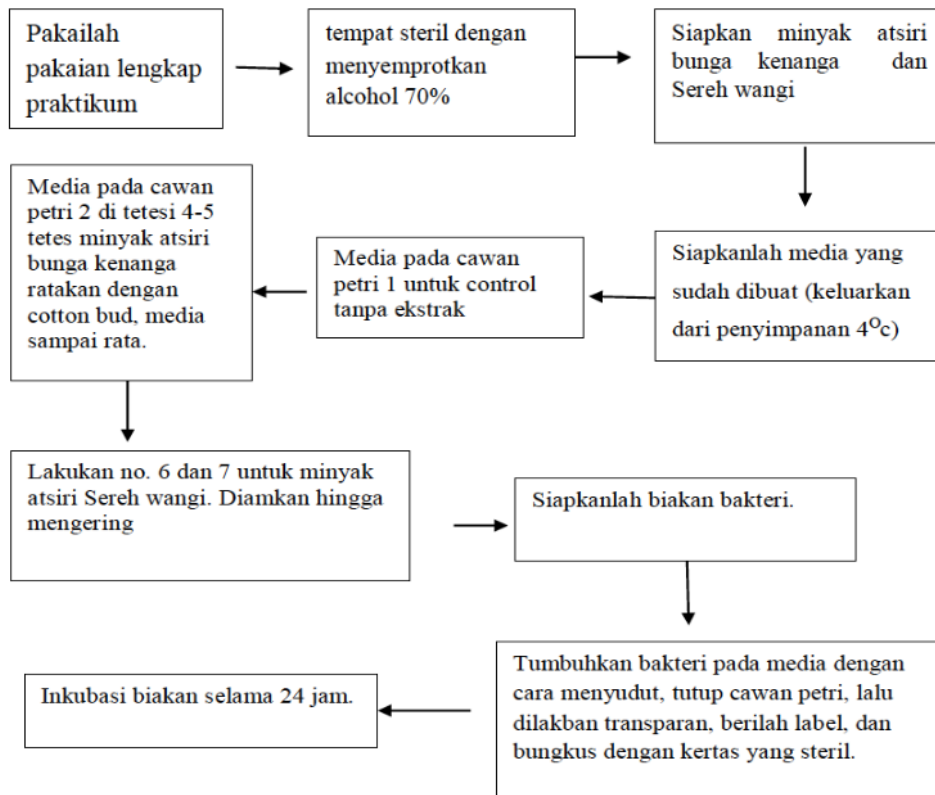 Pakailah
pakaian lengkap
praktikum
tempat steril dengan
menyemprotkan
alcohol 70%
Siapkan minyak atsiri
bunga kenanga dan
Sereh wangi
Siapkanlah media yang
sudah dibuat (keluarkan
dari penyimpanan 4⁰c)
Media pada cawan
petri 1 untuk control
tanpa ekstrak
Media pada cawan
petri 2 di tetesi 4-5
tetes minyak atsiri
bunga kenanga
ratakan dengan
cotton bud, media
sampai rata.
Lakukan no. 6 dan 7 untuk minyak
atsiri Sereh wangi. Diamkan hingga
mengering
Siapkanlah biakan bakteri.
Tumbuhkan bakteri pada media dengan
cara menyudut, tutup cawan petri, lalu
dilakban transparan, berilah label, dan
bungkus dengan kertas yang steril.
Inkubasi biakan selama 24 jam.